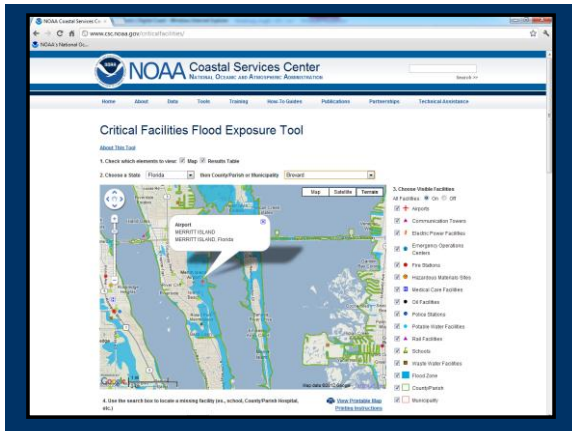 NOAA Coastal Services Ce
www.csc.noaa.gov/criticalfacilities/
NOAA's National Oc...
NOAA Coastal Services Center
NATIONAL OCEANIC AND ATMOSPHERIC ADMINISTRATION
Search >>
Home About Data Tools Training How To Guides Publications Partnerships Technical Assistance
Critical Facilities Flood Exposure Tool
About This Tool
1. Check which elements to view: Map Results Table
2. Choose a State Florida then County/Parish or Municipality Brevard
Map Satellite Terrain
Airport
MERRITT ISLAND
MERRITT ISLAND, Florida
Google
3. Choose Visible Facilities
All Facilities: On Off
Airports
Communication Towers
Electric Power Facilities
Emergency Operations
Centers
Fire Stations
Hazardous Materials Sites
Medical Care Facilities
Oil Facilities
Police Stations
Potable Water Facilities
Rail Facilities
Schools
Waste Water Facilities
Flood Zone
County/Parish
Municipality
4. Use the search box to locate a missing facility (ex., school, County/Parish Hospital,
etc.)
View Printable Map
Printing Instructions